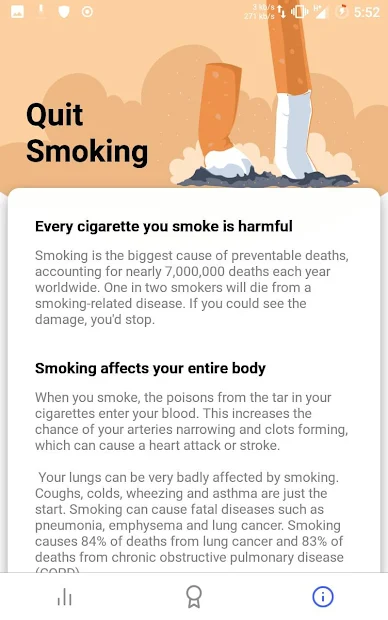 3 kb/s
271 kb/s
5:52
Quit
Smoking
Every cigarette you smoke is harmful
Smoking is the biggest cause of preventable deaths,
accounting for nearly 7,000,000 deaths each year
worldwide. One in two smokers will die from a
smoking-related disease. If you could see the
damage, you'd stop.
Smoking affects your entire body
When you smoke, the poisons from the tar in your
cigarettes enter your blood. This increases the
chance of your arteries narrowing and clots forming,
which can cause a heart attack or stroke.
Your lungs can be very badly affected by smoking.
Coughs, colds, wheezing and asthma are just the
start. Smoking can cause fatal diseases such as
pneumonia, emphysema and lung cancer. Smoking
causes 84% of deaths from lung cancer and 83% of
deaths from chronic obstructive pulmonary disease